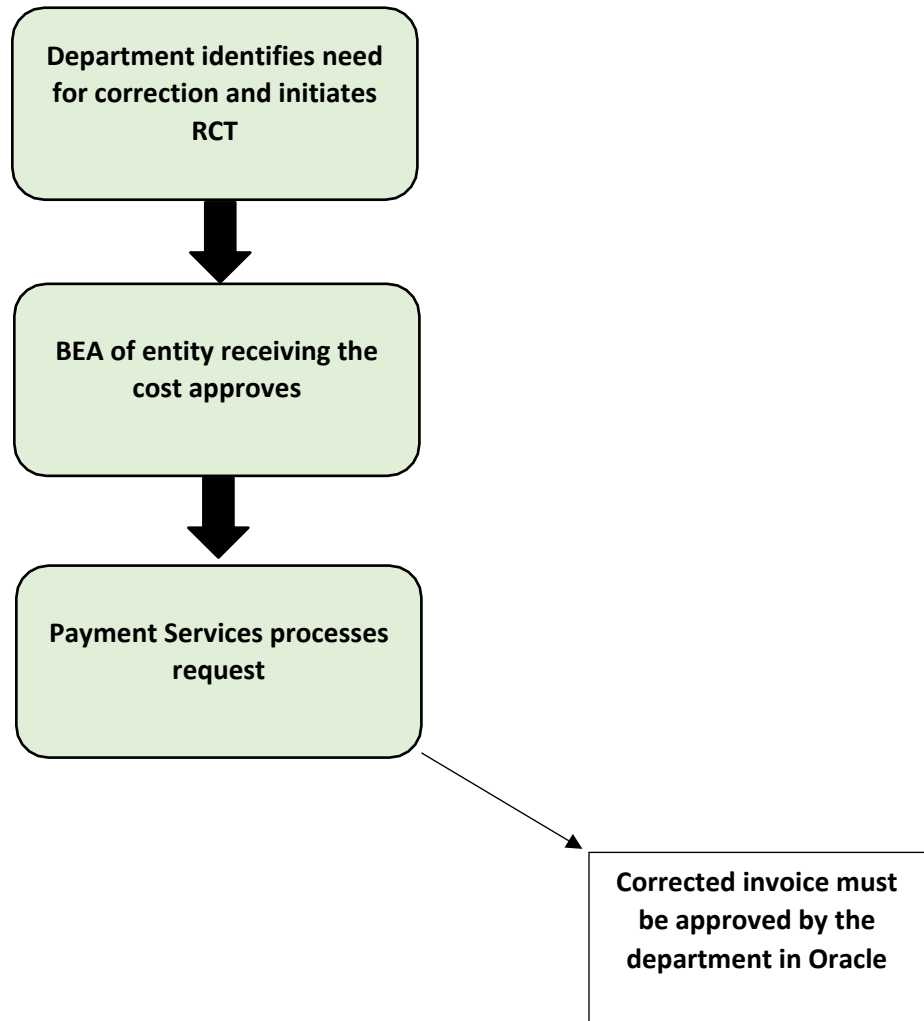 Department identifies need
for correction and initiates
RCT
BEA of entity receiving the
cost approves
Payment Services processes
request
Corrected invoice must
be approved by the
department in Oracle